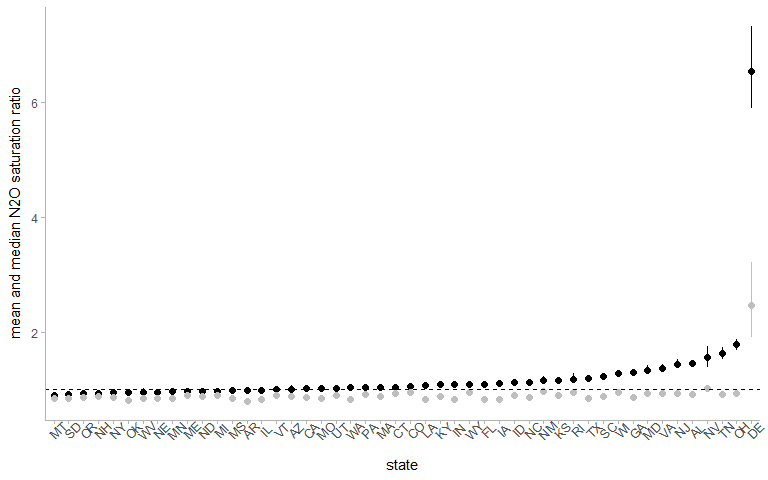 mean and median N2O saturation ratio
6
4
2
MT SD OR NH NY OK WV NE MN ME ND MI MS AR IL VT AZ CA MO UT WA PA MA CT CO LA KY IN WY FL IA ID NC NM KS RI TX SC WI GA MD VA NJ AL NV TN OH DE
state